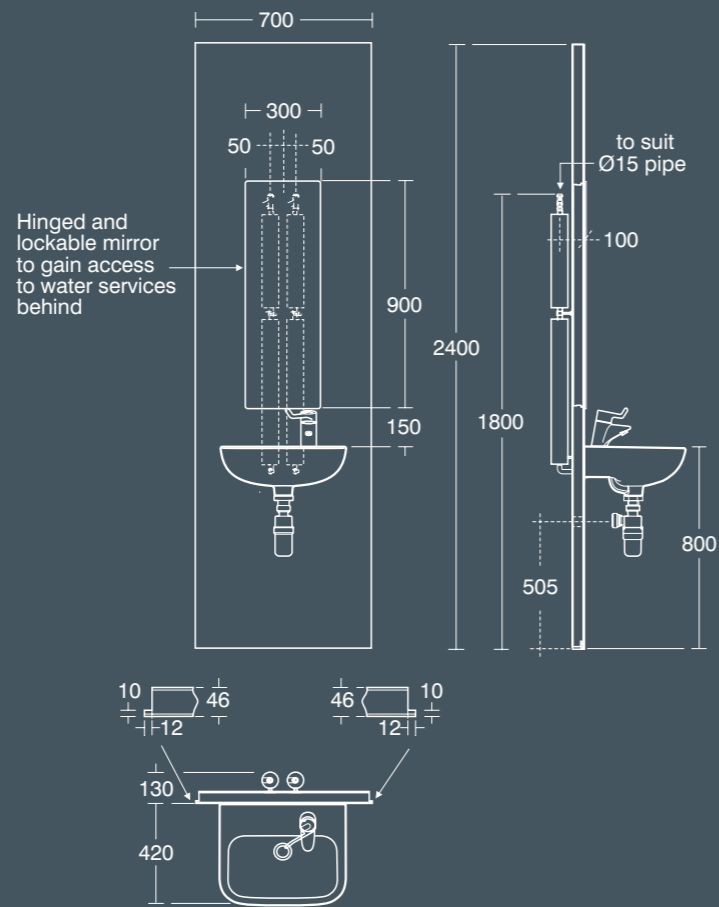 700
300
50 50
to suit
Ø15 pipe
Hinged and
lockable mirror
to gain access
to water services
behind
100
900
2400
1800
150
800
505
10 46 46 10
12 12
130
420